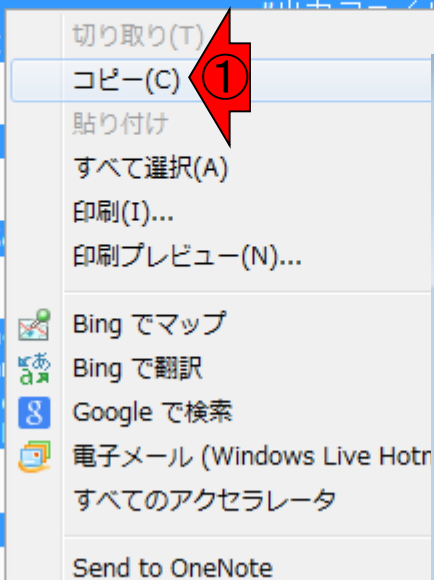 切り取り(T)
コピー(C)
①
貼り付け
すべて選択(A)
印刷(I)...
印刷プレビュー(N)...
Bing でマップ
Bing で翻訳
Google で検索
電子メール (Windows Live Hotm
すべてのアクセラレータ
Send to OneNote